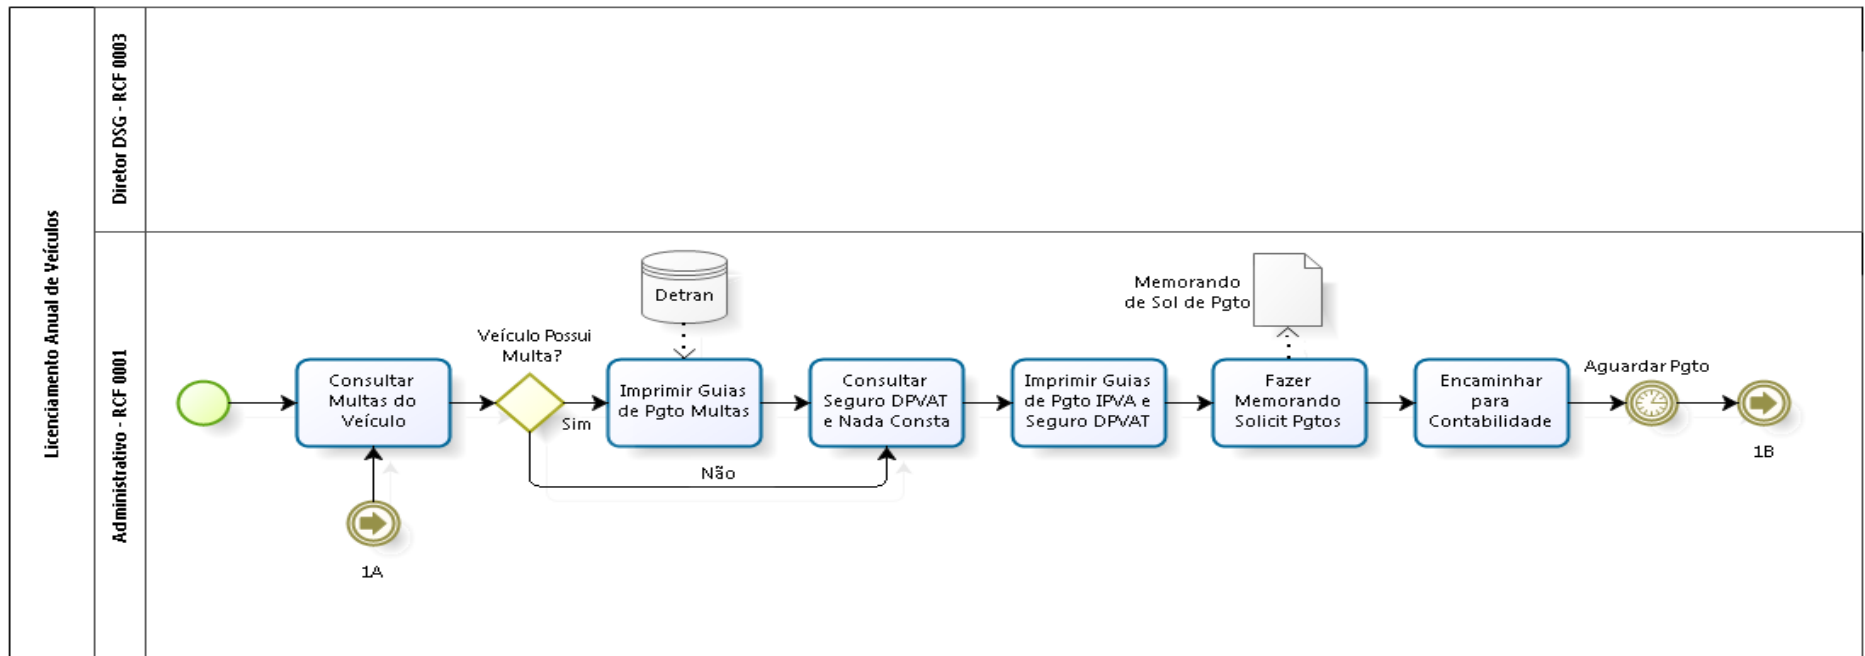 Licenciamento Anual de Veículos
Diretor DSG - RCF 0003
Administrativo - RCF 0001
Consultar
Multas do
Veículo
1A
Veículo Possui
Multa?
Sim
Não
Detran
Imprimir Guias
de Pgto Multas
Consultar
Seguro DPVAT
e Nada Consta
Imprimir Guias
de Pgto IPVA e
Seguro DPVAT
Memorando
de Sol de Pgto
Fazer
Memorando
Solicit Pgtos
Encaminhar
para
Contabilidade
Aguardar Pgto
1B